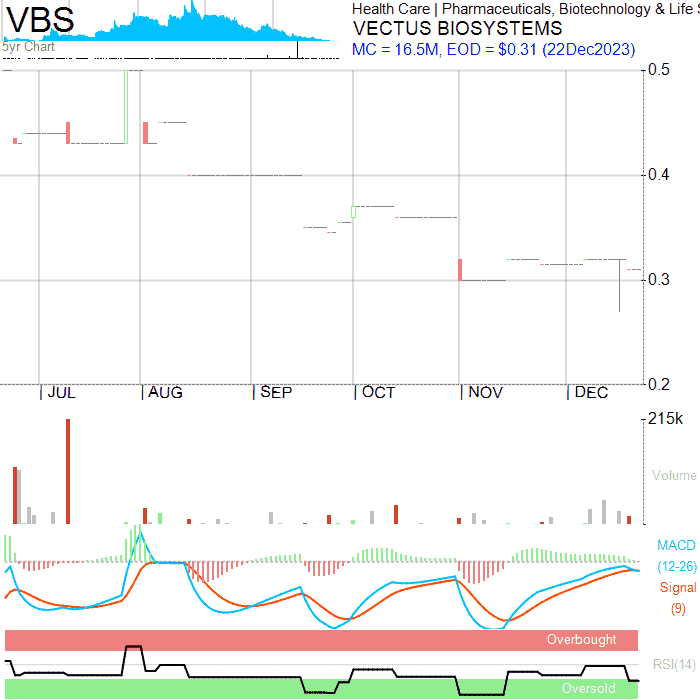 VBS
5yr Chart
Health Care | Pharmaceuticals, Biotechnology & Life
VECTUS BIOSYSTEMS
MC = 16.5M, EOD = $0.31 (22Dec2023)
0.5
0.4
0.3
0.2
JUL AUG SEP OCT NOV DEC
215k
Volume
MACD
(12-26)
Signal
(9)
Overbought
RSI(14)
Oversold